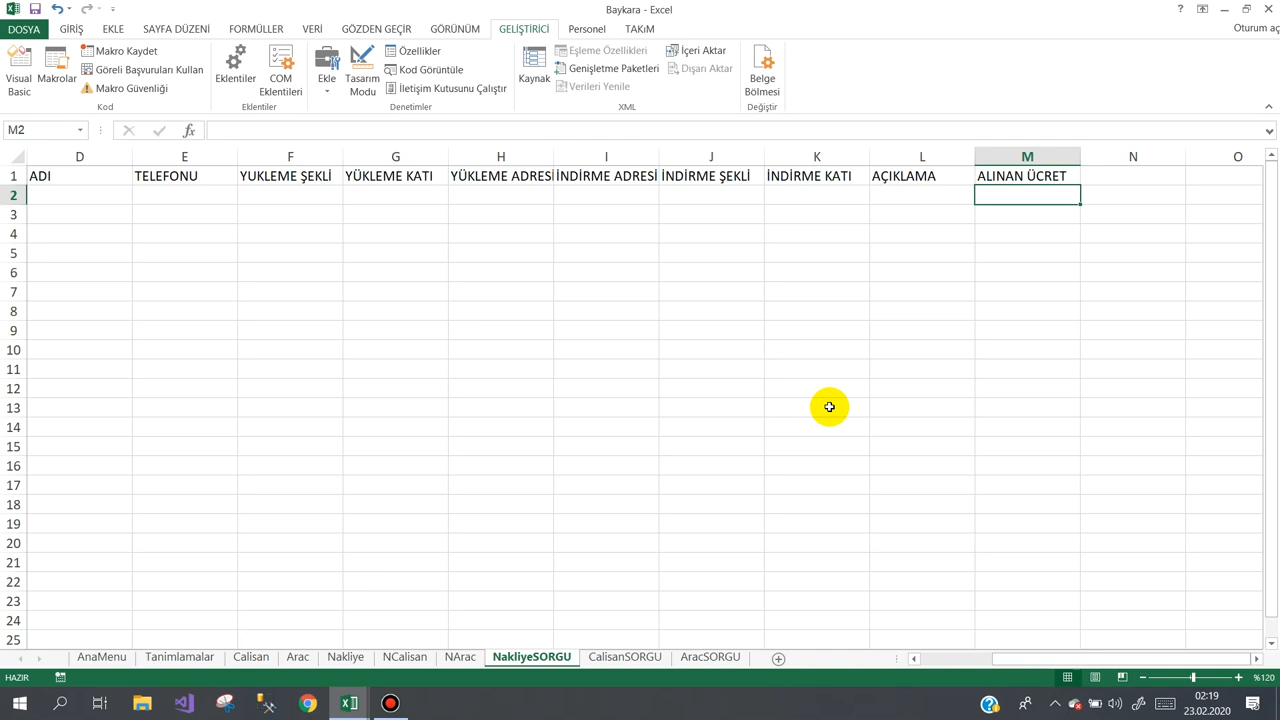 Baykara - Excel
DOSYA GİRİŞ EKLE SAYFA DÜZENİ FORMÜLLER VERİ GÖZDEN GEÇİR GÖRÜNÜM GELİŞTİRİCİ Personel TAKıM Oturum aç
Visual Basic
Makrolar
Makro Kaydet
Göreli Başvuruları Kullan
Makro Güvenliği
Kod
Eklentiler
COM Eklentileri
Eklentiler
Ekle
Tasarım Modu
Özellikler
Kod Görüntüle
İletişim Kutusunu Çalıştır
Denetimler
Kaynak
Eşleme Özellikleri
Genişletme Paketleri
Verileri Yenile
İçeri Aktar
Dışarı Aktar
XML
Belge Bölmesi
Değiştir
M2 fx
D E F G H I J K L M N O
1 ADI TELEFONU YUKLEME ŞEKLİ YÜKLEME KATI YÜKLEME ADRESİ İNDİRME ADRESİ İNDİRME ŞEKLİ İNDİRME KATI AÇIKLAMA ALINAN ÜCRET
2
3
4
5
6
7
8
9
10
11
12
13
14
15
16
17
18
19
20
21
22
23
24
25
AnaMenu Tanimlamalar Calisan Arac Nakliye NCalisan NArac NakliyeSORGU CalisanSORGU AracSORGU
HAZIR %120
02:19
23.02.2020